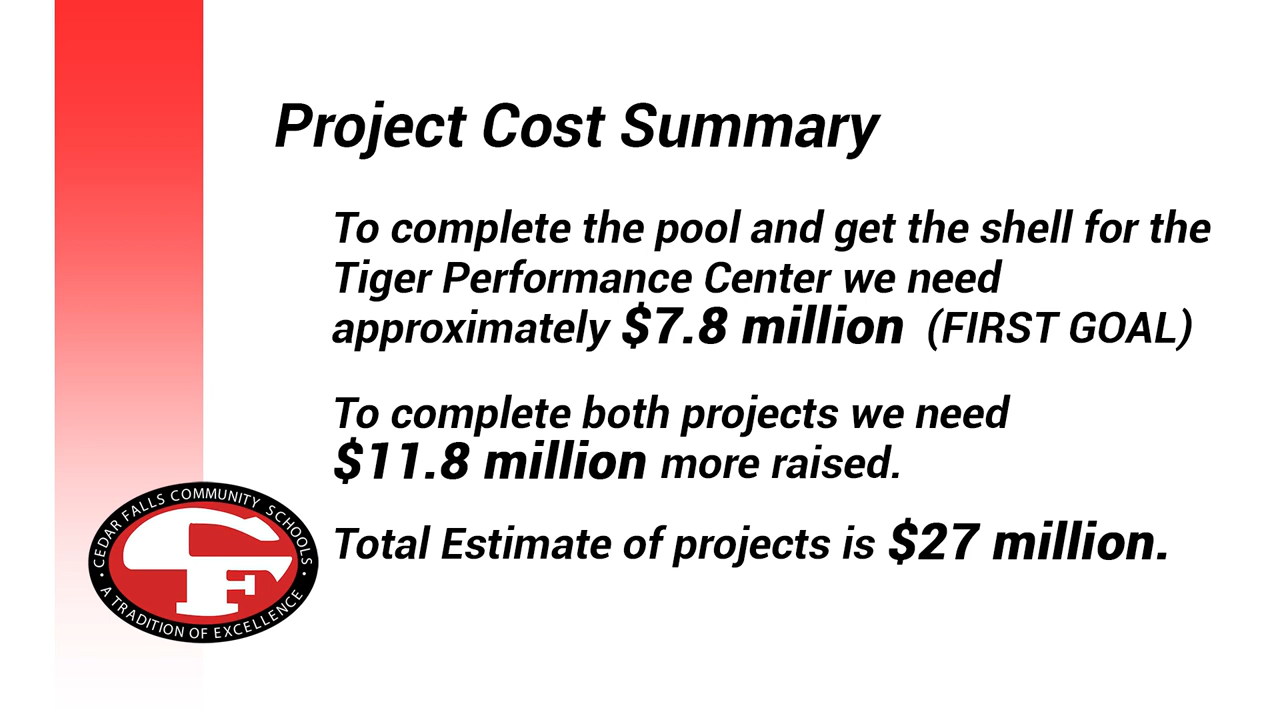 Project Cost Summary
To complete the pool and get the shell for the
Tiger Performance Center we need
approximately $7.8 million (FIRST GOAL)
To complete both projects we need
$11.8 million more raised.
Total Estimate of projects is $27 million.
CEDAR FALLS COMMUNITY SCHOOLS
CF
• A TRADITION OF EXCELLENCE •